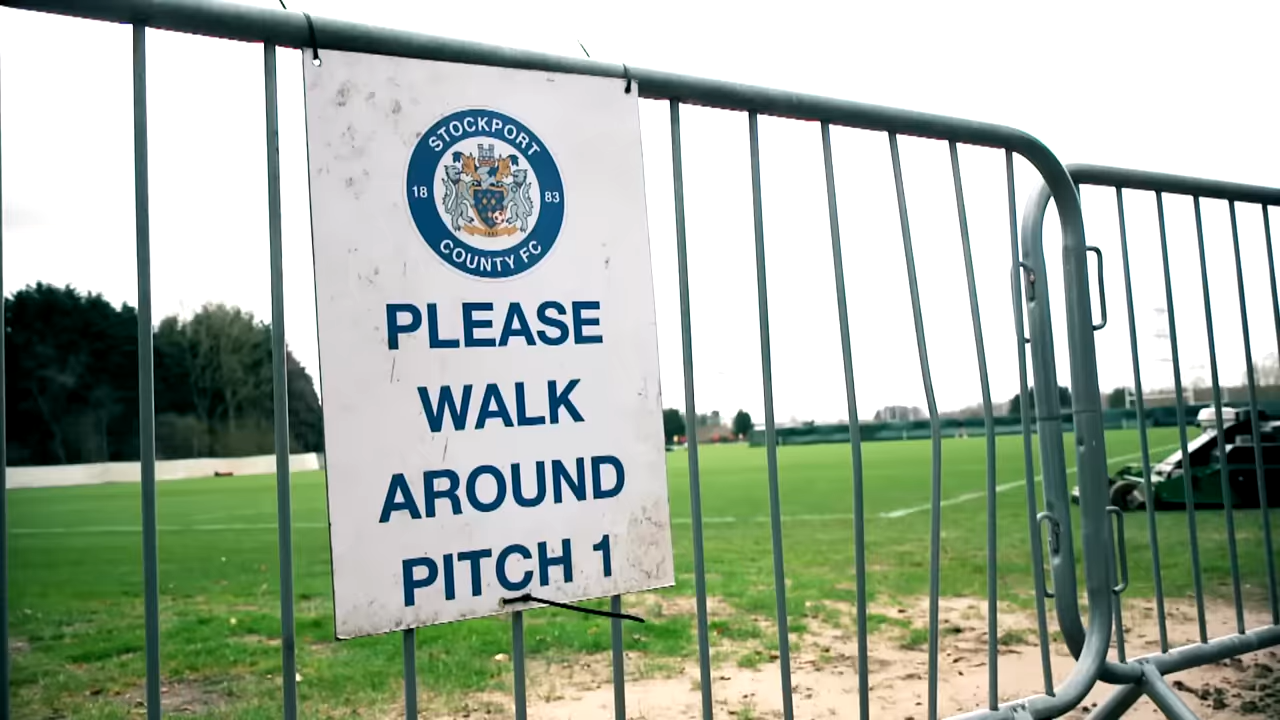 STOCKPORT
18 83
COUNTY FC
PLEASE
WALK
AROUND
PITCH 1